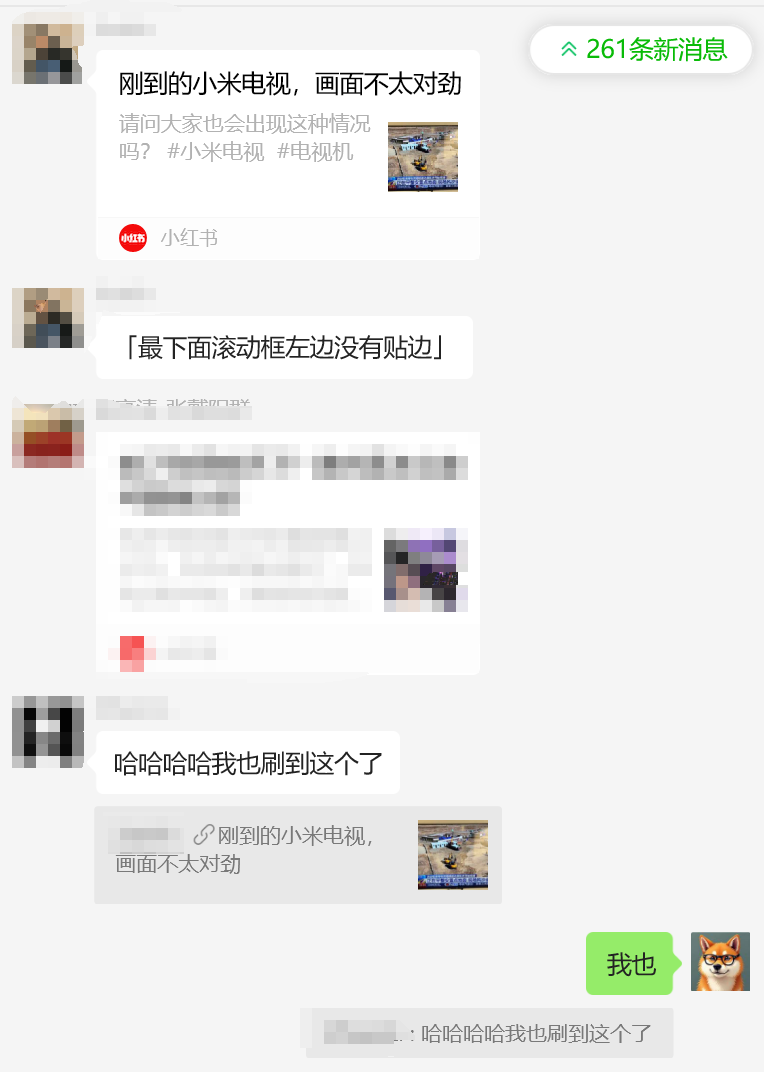 261条新消息
刚到的小米电视，画面不太对劲
请问大家也会出现这种情况
吗？ #小米电视 #电视机
小红书
小红书
「最下面滚动框左边没有贴边」
哈哈哈哈我也刷到这个了
刚到的小米电视，
画面不太对劲
我也
: 哈哈哈哈我也刷到这个了